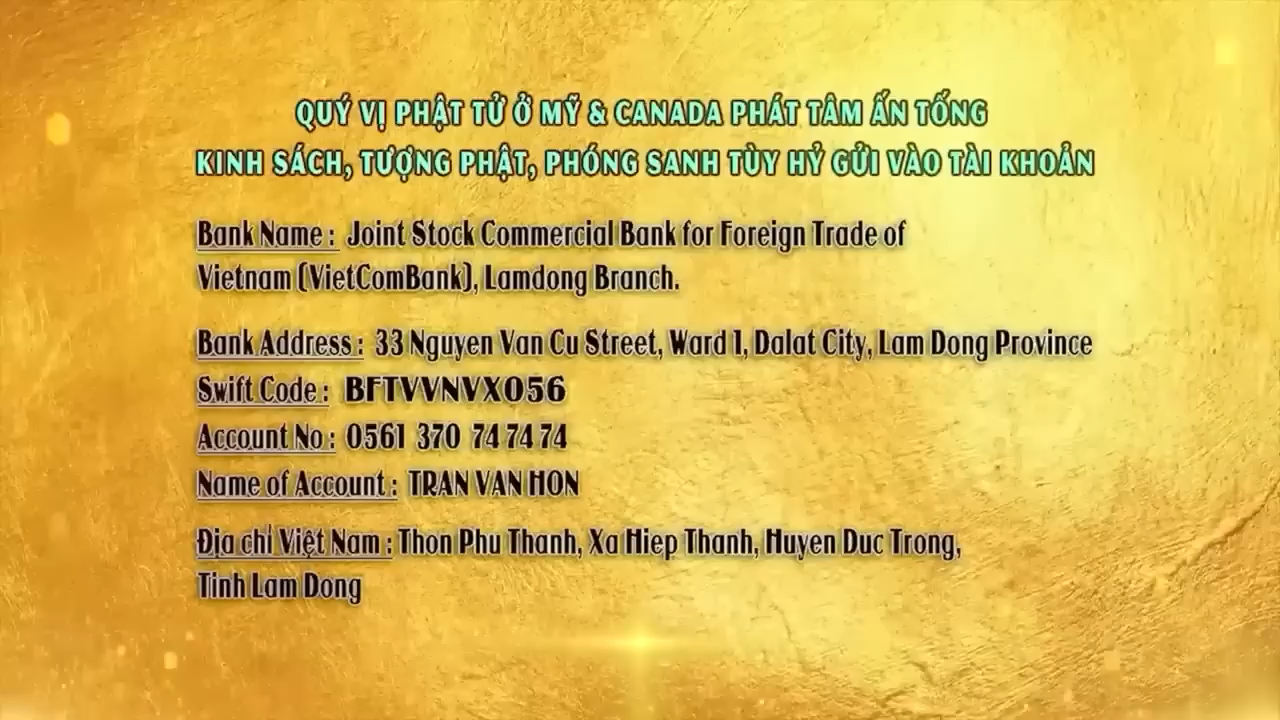 QUÝ VỊ PHẬT TỬ Ở MỸ & CANADA PHÁT TÂM ẤN TỐNG
KINH SÁCH, TƯỢNG PHẬT, PHÓNG SANH TÙY HỶ GỬI VÀO TÀI KHOẢN
Bank Name : Joint Stock Commercial Bank for Foreign Trade of
Vietnam (VietComBank), Lamdong Branch.
Bank Address : 33 Nguyen Van Cu Street, Ward 1, Dalat City, Lam Dong Province
Swift Code : BFTVVNVX056
Account No : 0561 370 74 74 74
Name of Account : TRAN VAN HON
Địa chỉ Việt Nam : Thon Phu Thanh, Xa Hiep Thanh, Huyen Duc Trong,
Tinh Lam Dong